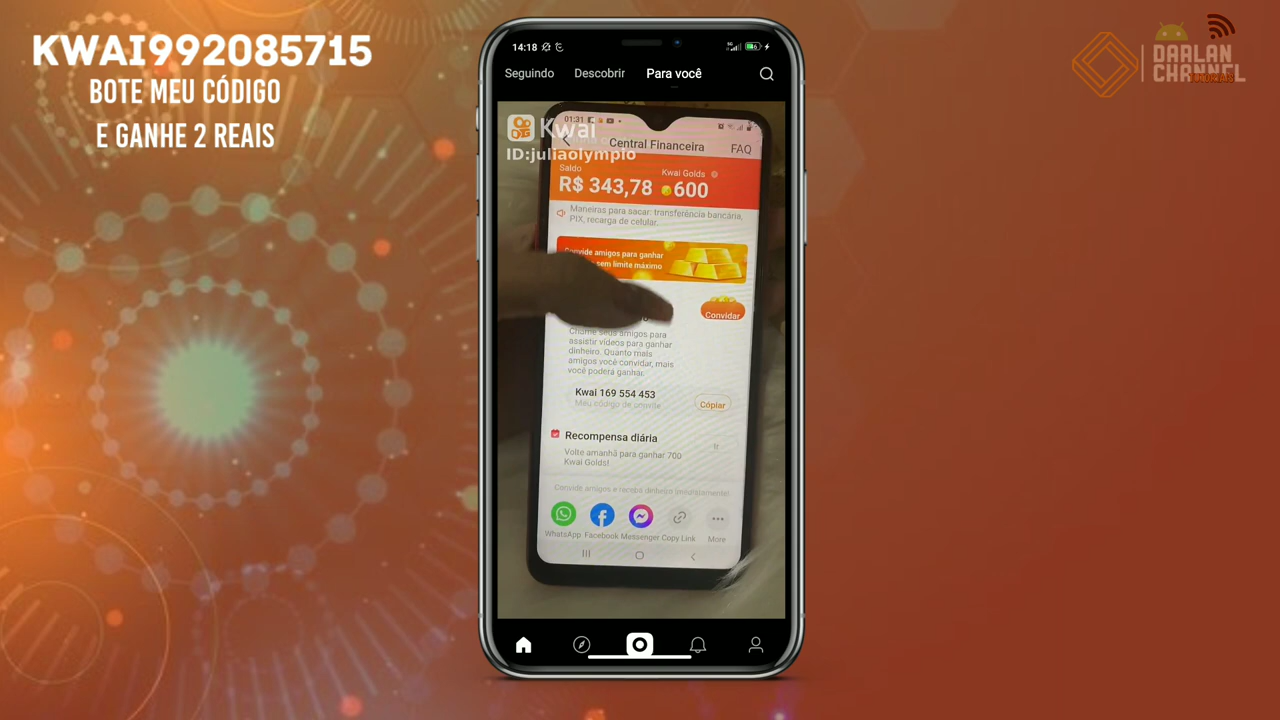 KWAI992085715
BOTE MEU CÓDIGO
E GANHE 2 REAIS
DARLAN
CHANNEL
14:18
Seguindo
Descobrir
Para você
Kwai
ID:juliaolympio
01:31
Central Financeira
FAQ
Saldo
R$ 343,78
Kwai Golds
600
Maneiras para sacar: transferência bancária,
PIX, recarga de celular.
Convide amigos para ganhar
sem limite máximo
Convidar
Chame seus amigos para
assistir vídeos para ganhar
dinheiro. Quanto mais
amigos você convidar, mais
você poderá ganhar.
Kwai 169 554 453
Meu código de convite
Copiar
Recompensa diária
Ir
Volte amanhã para ganhar 700
Kwai Golds!
Convide amigos e receba dinheiro imediatamente!
WhatsApp
Facebook
Messenger
Copy Link
More